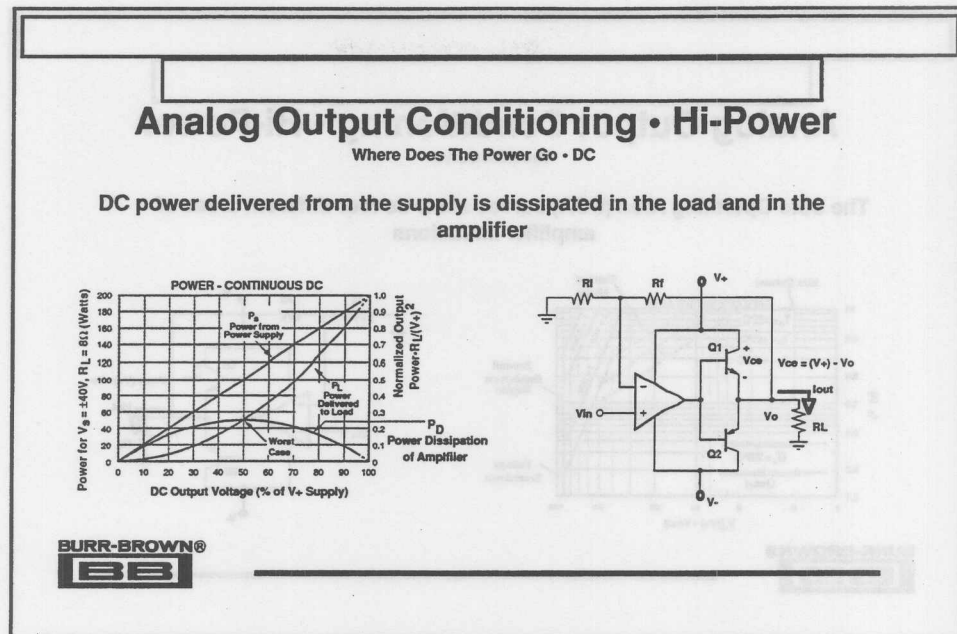 Analog Output Conditioning • Hi-Power
Where Does The Power Go • DC
DC power delivered from the supply is dissipated in the load and in the
amplifier
POWER - CONTINUOUS DC
Power for Vs = ±40V, RL = 8Ω (Watts)
200
180
160
140
120
100
80
60
40
20
0
Ps
Power from
Power Supply
PL
Power
Delivered
to Load
Worst
Case
PD
Power Dissipation
of Amplifier
1.0
0.9
0.8
0.7
0.6
0.5
0.4
0.3
0.2
0.1
0
Normalized Output
Power•RL/(V+)²
0 10 20 30 40 50 60 70 80 90 100
DC Output Voltage (% of V+ Supply)
RI
Rf
V+
Q1
+
Vce
-
Vce = (V+) - Vo
Iout
Vin
-
+
Vo
RL
Q2
V-
BURR-BROWN®
BB